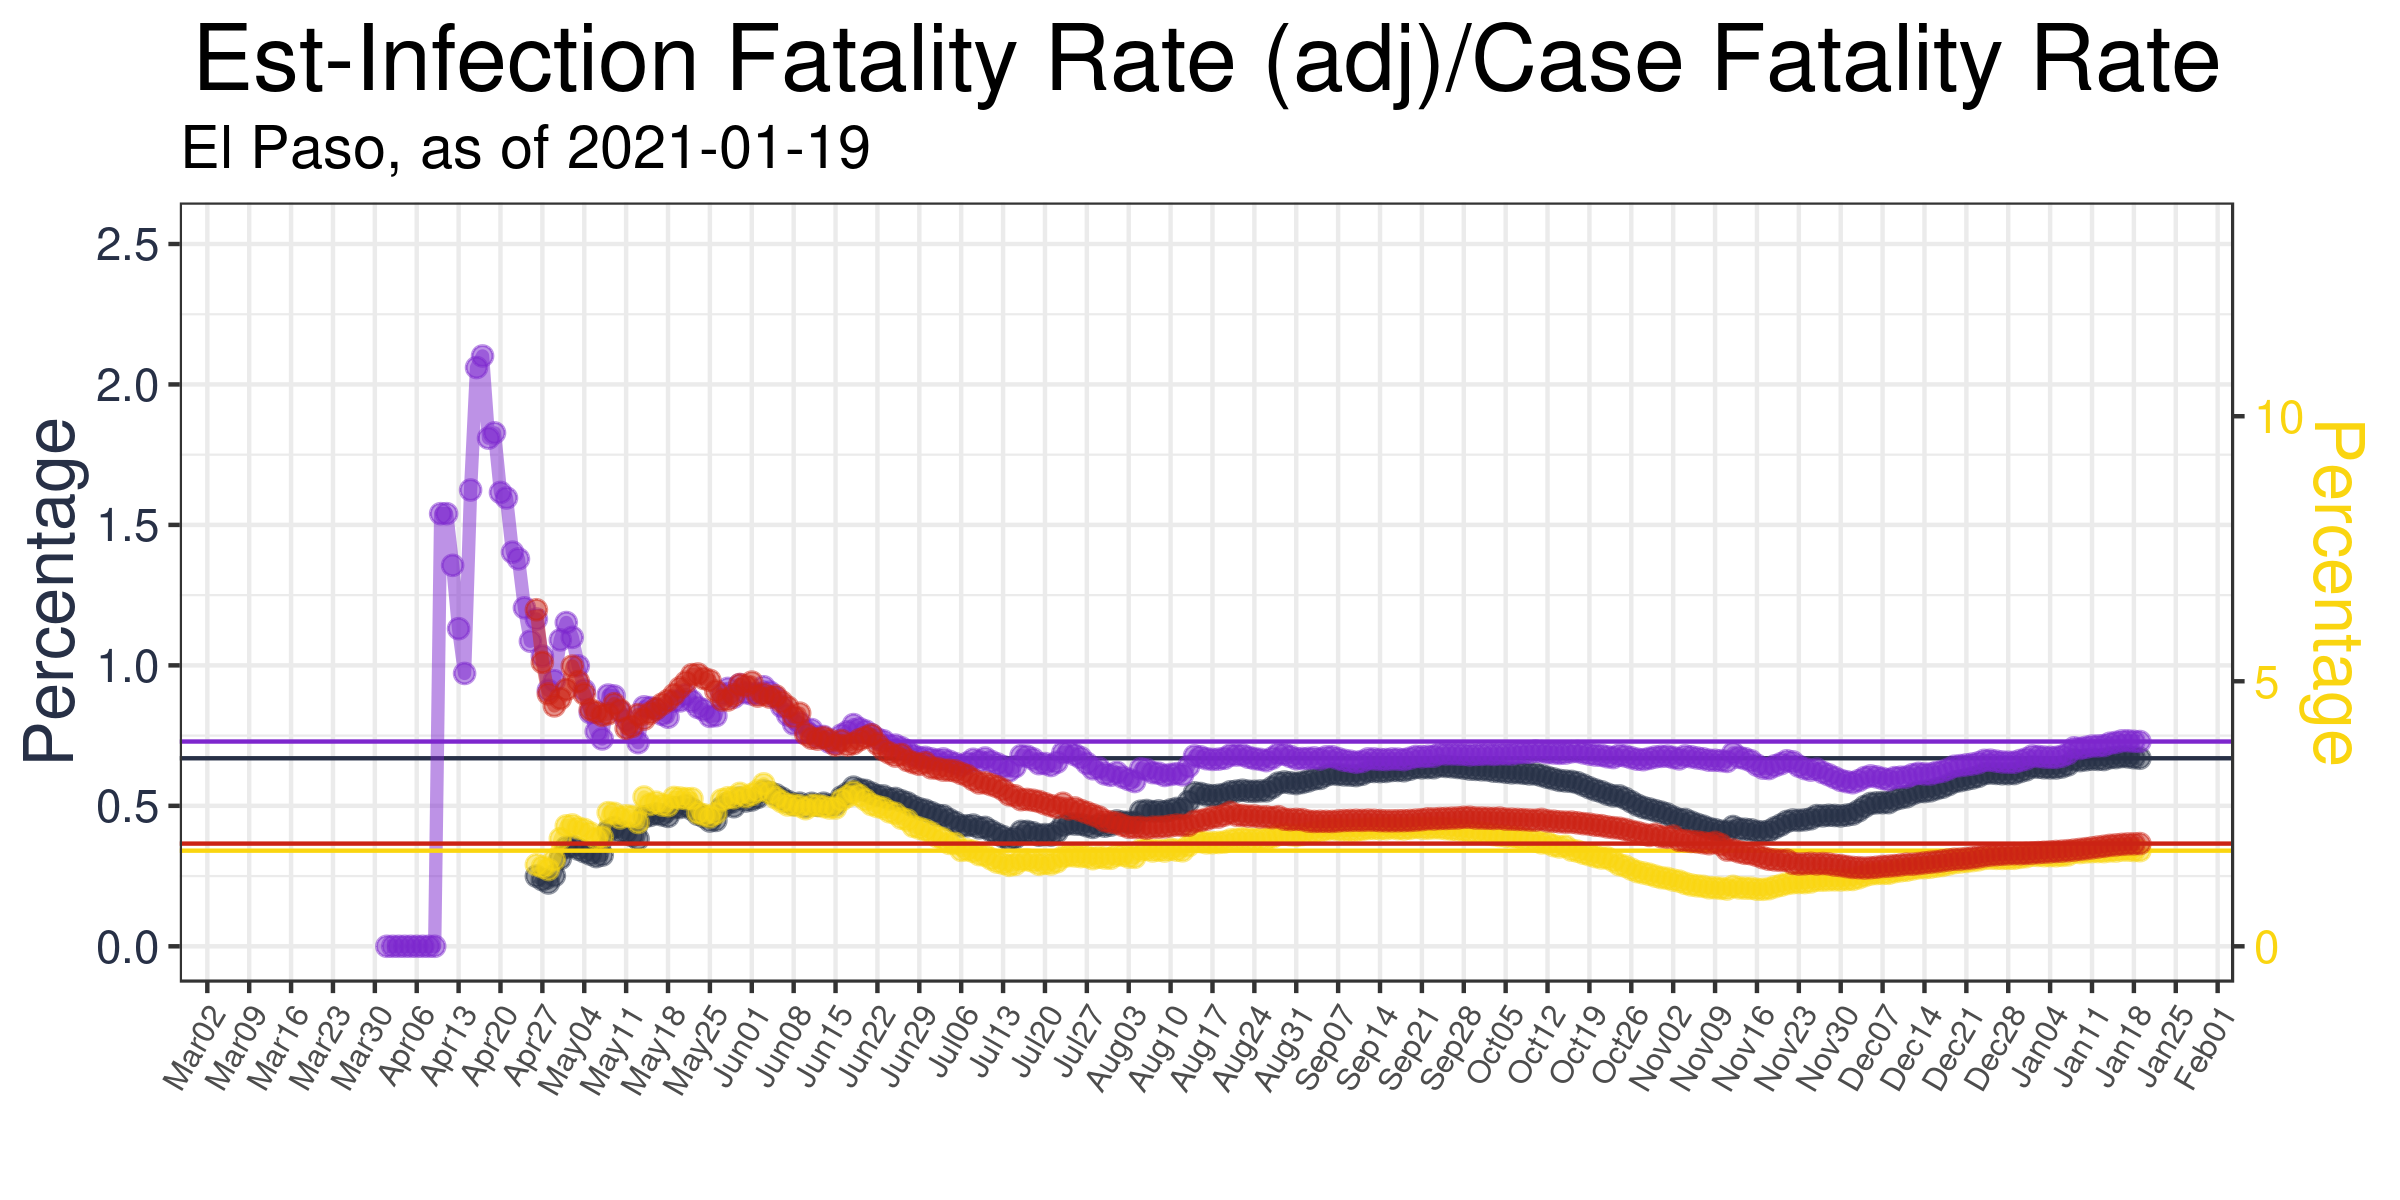 Est-Infection Fatality Rate (adj)/Case Fatality Rate
El Paso, as of 2021-01-19
Percentage
2.5
2.0
1.5
1.0
0.5
0.0
10
5
0
Percentage
Mar02 Mar09 Mar16 Mar23 Mar30 Apr06 Apr13 Apr20 Apr27 May04 May11 May18 May25 Jun01 Jun08 Jun15 Jun22 Jun29 Jul06 Jul13 Jul20 Jul27 Aug03 Aug10 Aug17 Aug24 Aug31 Sep07 Sep14 Sep21 Sep28 Oct05 Oct12 Oct19 Oct26 Nov02 Nov09 Nov16 Nov23 Nov30 Dec07 Dec14 Dec21 Dec28 Jan04 Jan11 Jan18 Jan25 Feb01